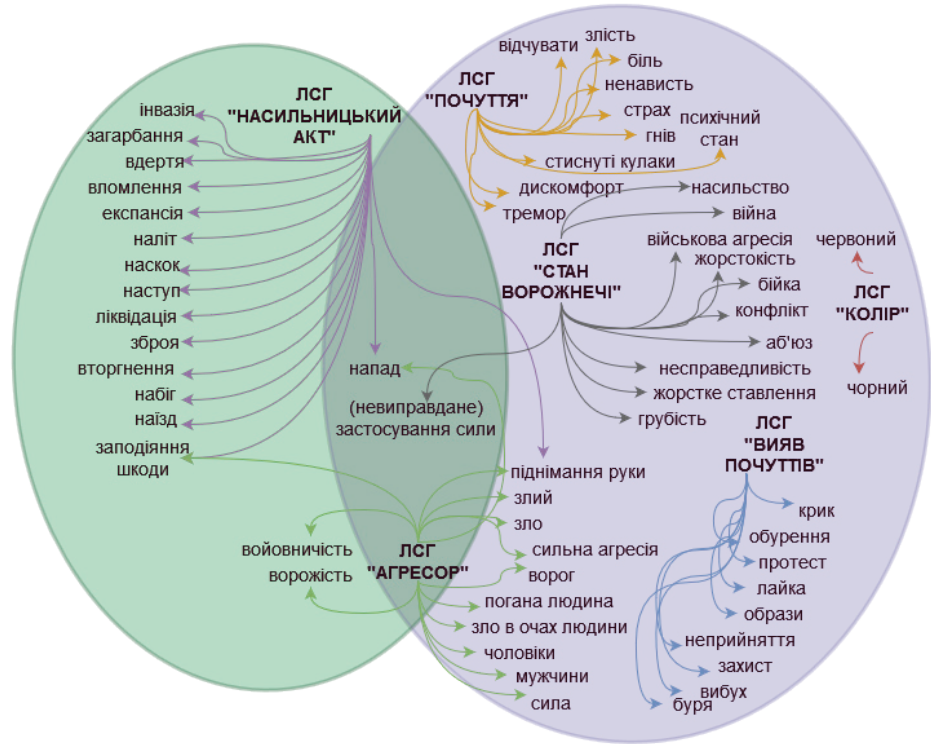 ЛСГ
"НАСИЛЬНИЦЬКИЙ
АКТ"
інвазія
загарбання
вдертя
вломлення
експансія
наліт
наскок
наступ
ліквідація
зброя
вторгнення
набіг
наїзд
заподіяння
шкоди
напад
(невиправдане)
застосування сили
ЛСГ
"ПОЧУТТЯ"
відчувати
злість
біль
ненависть
страх
гнів
психічний
стан
стиснуті кулаки
дискомфорт
тремор
ЛСГ
"СТАН
ВОРОЖНЕЧІ"
насильство
війна
військова агресія
жорстокість
бійка
конфлікт
аб'юз
несправедливість
жорстке ставлення
грубість
червоний
ЛСГ
"КОЛІР"
чорний
ЛСГ
"АГРЕСОР"
войовничість
ворожість
піднімання руки
злий
зло
сильна агресія
ворог
погана людина
зло в очах людини
чоловіки
мужчини
сила
ЛСГ
"ВИЯВ
ПОЧУТТІВ"
крик
обурення
протест
лайка
образи
неприйняття
захист
вибух
буря